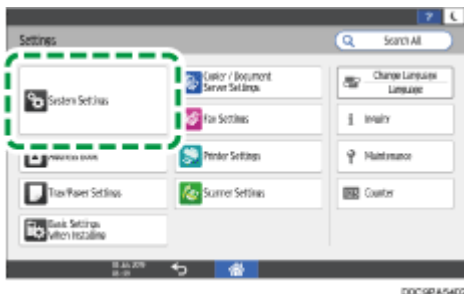 Settings
Search All
System Settings
Copier / Document
Server Settings
Change Language
Language
Fax Settings
Inquiry
Address Book
Printer Settings
Maintenance
Tray/Paper Settings
Scanner Settings
Counter
Basic Settings
When Installing